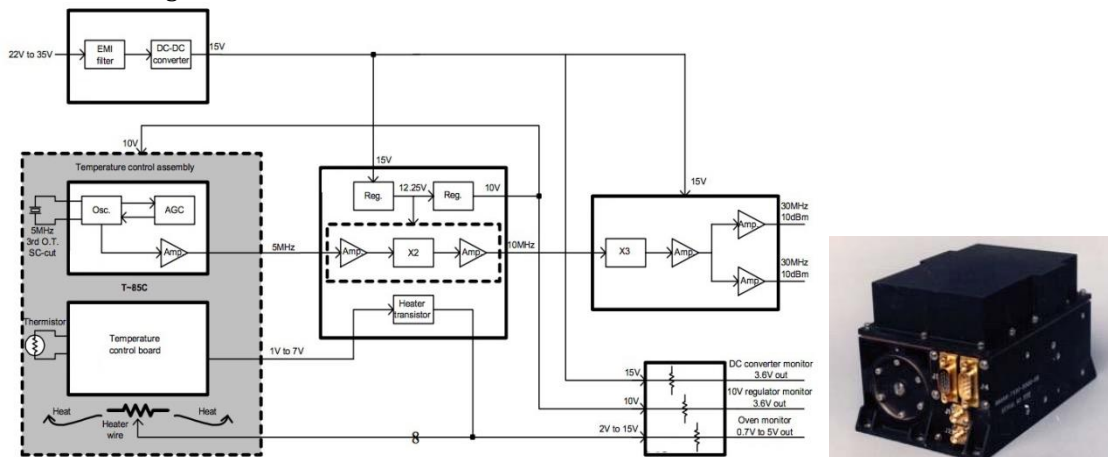 22V to 35V
EMI
filter
DC-DC
converter
15V
10V
Temperature control assembly
Osc.
AGC
5MHz
3rd O.T.
SC-cut
Amp
T~85C
Thermistor
Temperature
control board
Heat
Heat
Heater
wire
15V
Reg.
12.25V
Reg.
10V
5MHz
Amp
X2
Amp
10MHz
Heater
transistor
1V to 7V
15V
X3
Amp
Amp
30MHz
10dBm
Amp
30MHz
10dBm
DC converter monitor
15V
3.6V out
10V regulator monitor
10V
3.6V out
Oven monitor
2V to 15V
0.7V to 5V out
8